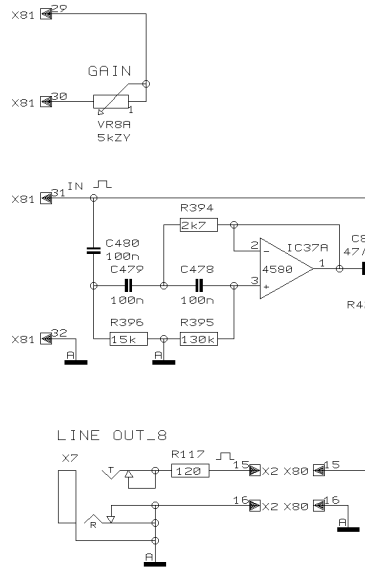 X81 29
GAIN
X81 30
1
VR8A
5kZY
X81 31 IN
R394
2k7
C480
100n
2
IC37A
C479
C478
4580
1
3
100n
100n
R396
R395
X81 32
15k
130k
A
A
LINE OUT_8
X7
T
R117
120
15 X2 X80 15
16 X2 X80 16
R
A
A